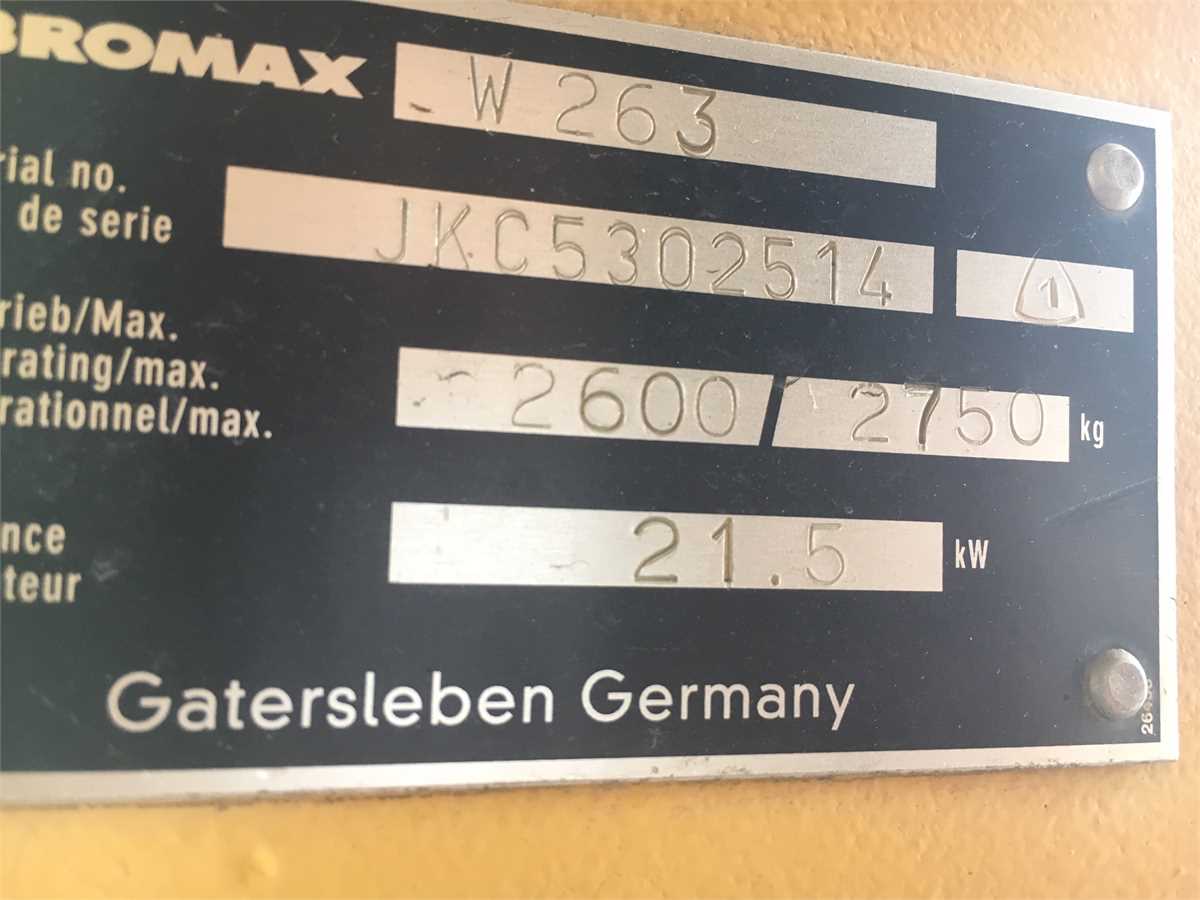 BROMAX W 263
rial no.
de serie JKC5302514 1
rieb/Max.
rating/max. 2600 / 2750 kg
rationnel/max.
nce 21.5 kW
teur
Gatersleben Germany